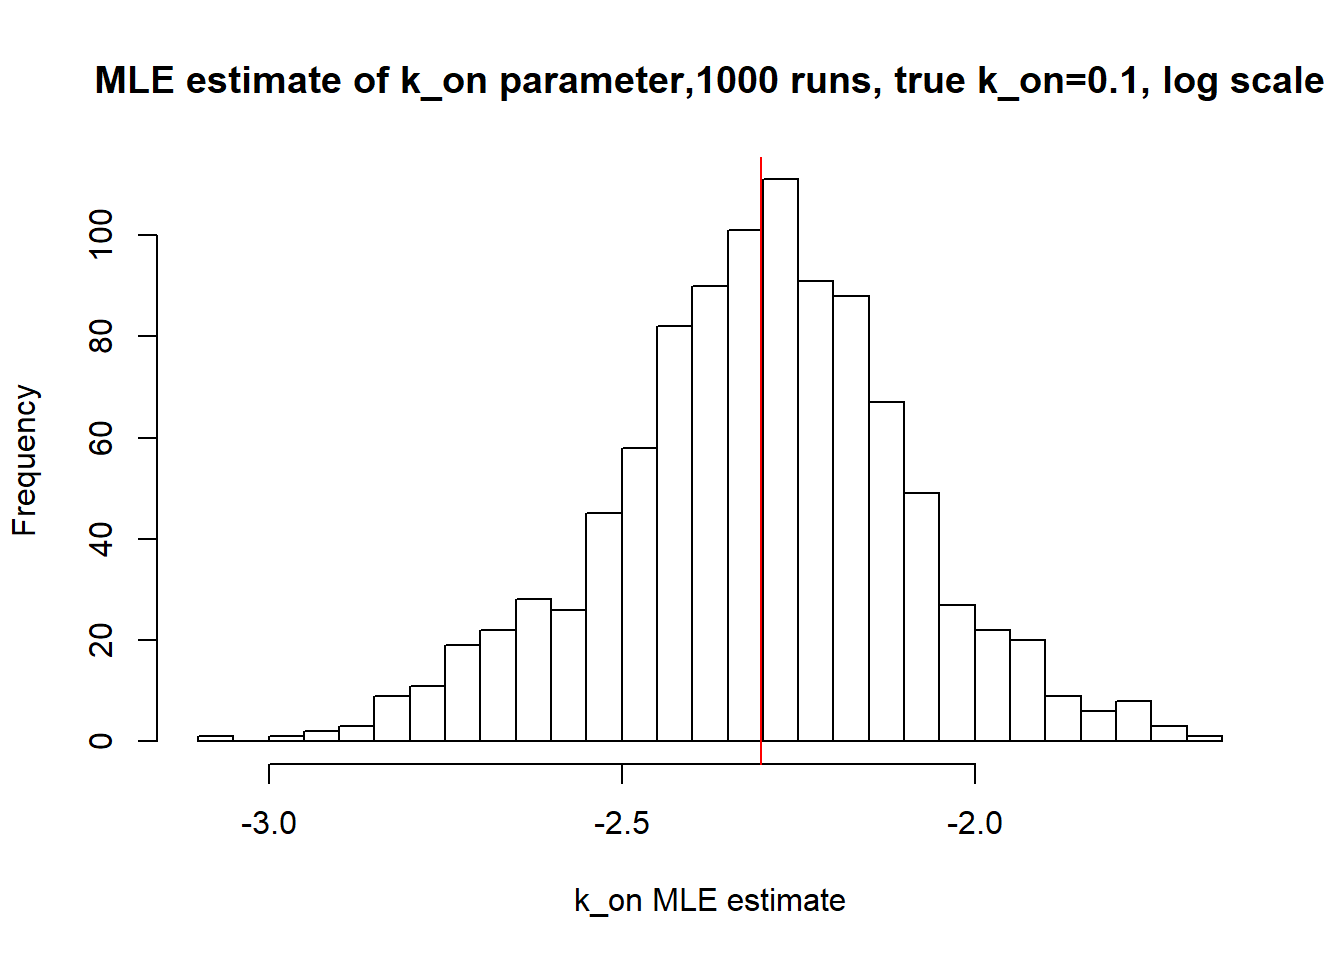 MLE estimate of k_on parameter,1000 runs, true k_on=0.1, log scale
Frequency
100
80
60
40
20
0
-3.0 -2.5 -2.0
k_on MLE estimate